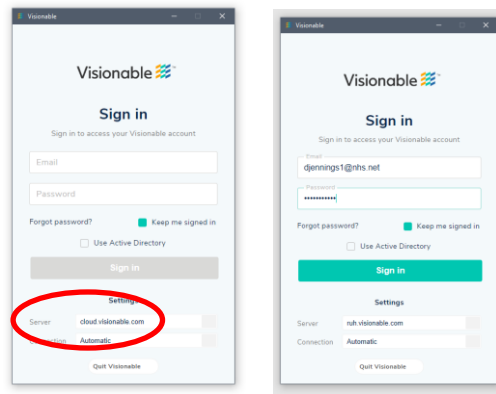 Visionable
Visionable
Sign in
Sign in to access your Visionable account
Email
Password
Forgot password?
Keep me signed in
Use Active Directory
Sign in
Settings
Server
cloud.visionable.com
Connection
Automatic
Quit Visionable
Visionable
Visionable
Sign in
Sign in to access your Visionable account
Email
djennings1@nhs.net
Password
Forgot password?
Keep me signed in
Use Active Directory
Sign in
Settings
Server
ruh.visionable.com
Connection
Automatic
Quit Visionable